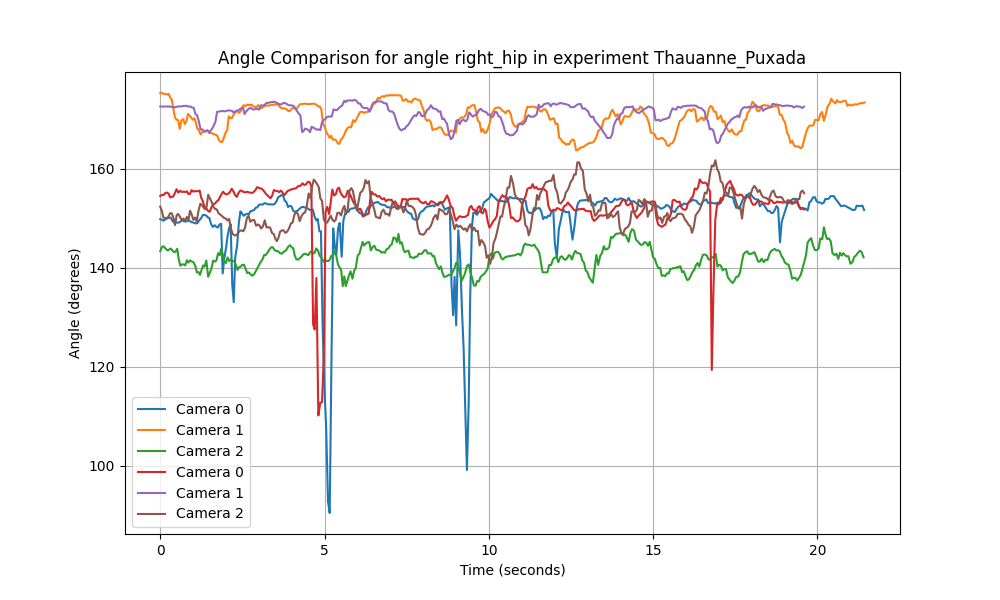 Angle Comparison for angle right_hip in experiment Thauanne_Puxada
Angle (degrees)
160
140
120
100
Camera 0
Camera 1
Camera 2
Camera 0
Camera 1
Camera 2
0 5 10 15 20
Time (seconds)